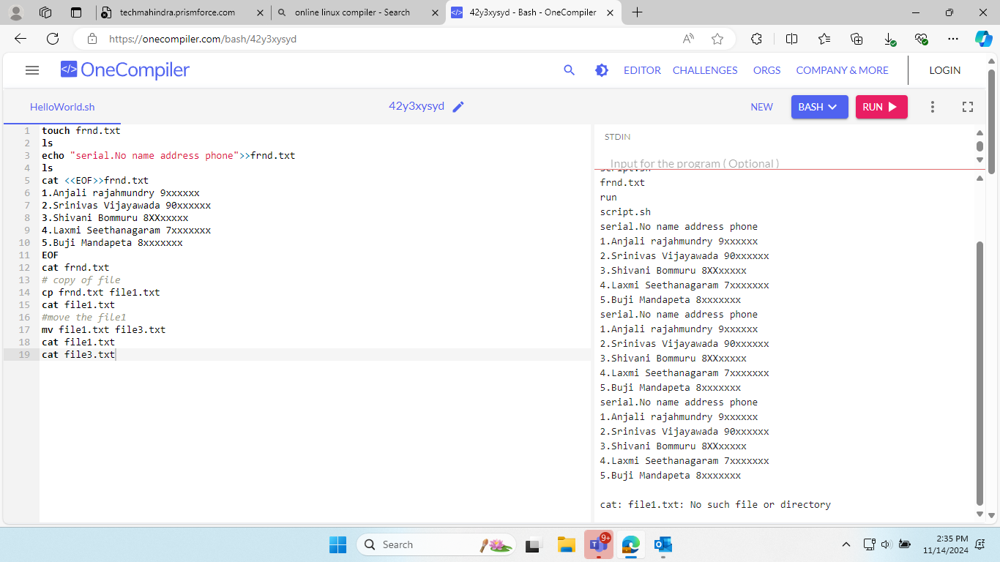 techmahindra.prismforce.com
online linux compiler - Search
42y3xysyd - Bash - OneCompiler
https://onecompiler.com/bash/42y3xysyd
</> OneCompiler
EDITOR CHALLENGES ORGS COMPANY & MORE LOGIN
HelloWorld.sh
42y3xysyd
NEW BASH RUN
1 touch frnd.txt
2 ls
3 echo "serial.No name address phone">>frnd.txt
4 ls
5 cat <<EOF>>frnd.txt
6 1.Anjali rajahmundry 9xxxxxx
7 2.Srinivas Vijayawada 90xxxxxx
8 3.Shivani Bommuru 8XXxxxxx
9 4.Laxmi Seethanagaram 7xxxxxxx
10 5.Buji Mandapeta 8xxxxxxx
11 EOF
12 cat frnd.txt
13 # copy of file
14 cp frnd.txt file1.txt
15 cat file1.txt
16 #move the file1
17 mv file1.txt file3.txt
18 cat file1.txt
19 cat file3.txt
STDIN
Input for the program ( Optional )
script.sh
frnd.txt
run
script.sh
serial.No name address phone
1.Anjali rajahmundry 9xxxxxx
2.Srinivas Vijayawada 90xxxxxx
3.Shivani Bommuru 8XXxxxxx
4.Laxmi Seethanagaram 7xxxxxxx
5.Buji Mandapeta 8xxxxxxx
serial.No name address phone
1.Anjali rajahmundry 9xxxxxx
2.Srinivas Vijayawada 90xxxxxx
3.Shivani Bommuru 8XXxxxxx
4.Laxmi Seethanagaram 7xxxxxxx
5.Buji Mandapeta 8xxxxxxx
serial.No name address phone
1.Anjali rajahmundry 9xxxxxx
2.Srinivas Vijayawada 90xxxxxx
3.Shivani Bommuru 8XXxxxxx
4.Laxmi Seethanagaram 7xxxxxxx
5.Buji Mandapeta 8xxxxxxx
cat: file1.txt: No such file or directory
Search
9+
2:35 PM
11/14/2024